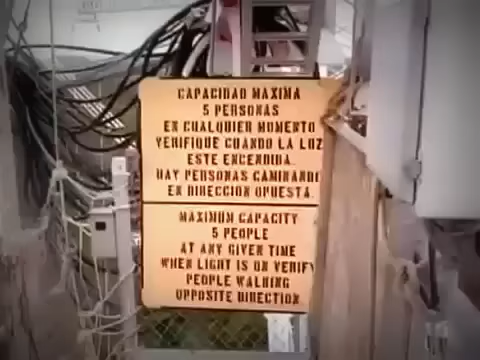 CAPACIDAD MAXIMA
5 PERSONAS
EN CUALQUIER MOMENTO
VERIFIQUE CUANDO LA LUZ
ESTE ENCENDIDA.
HAY PERSONAS CAMINANDO
EN DIRECCION OPUESTA.
MAXIMUM CAPACITY
5 PEOPLE
AT ANY GIVEN TIME
WHEN LIGHT IS ON VERIFY
PEOPLE WALKING
OPPOSITE DIRECTION